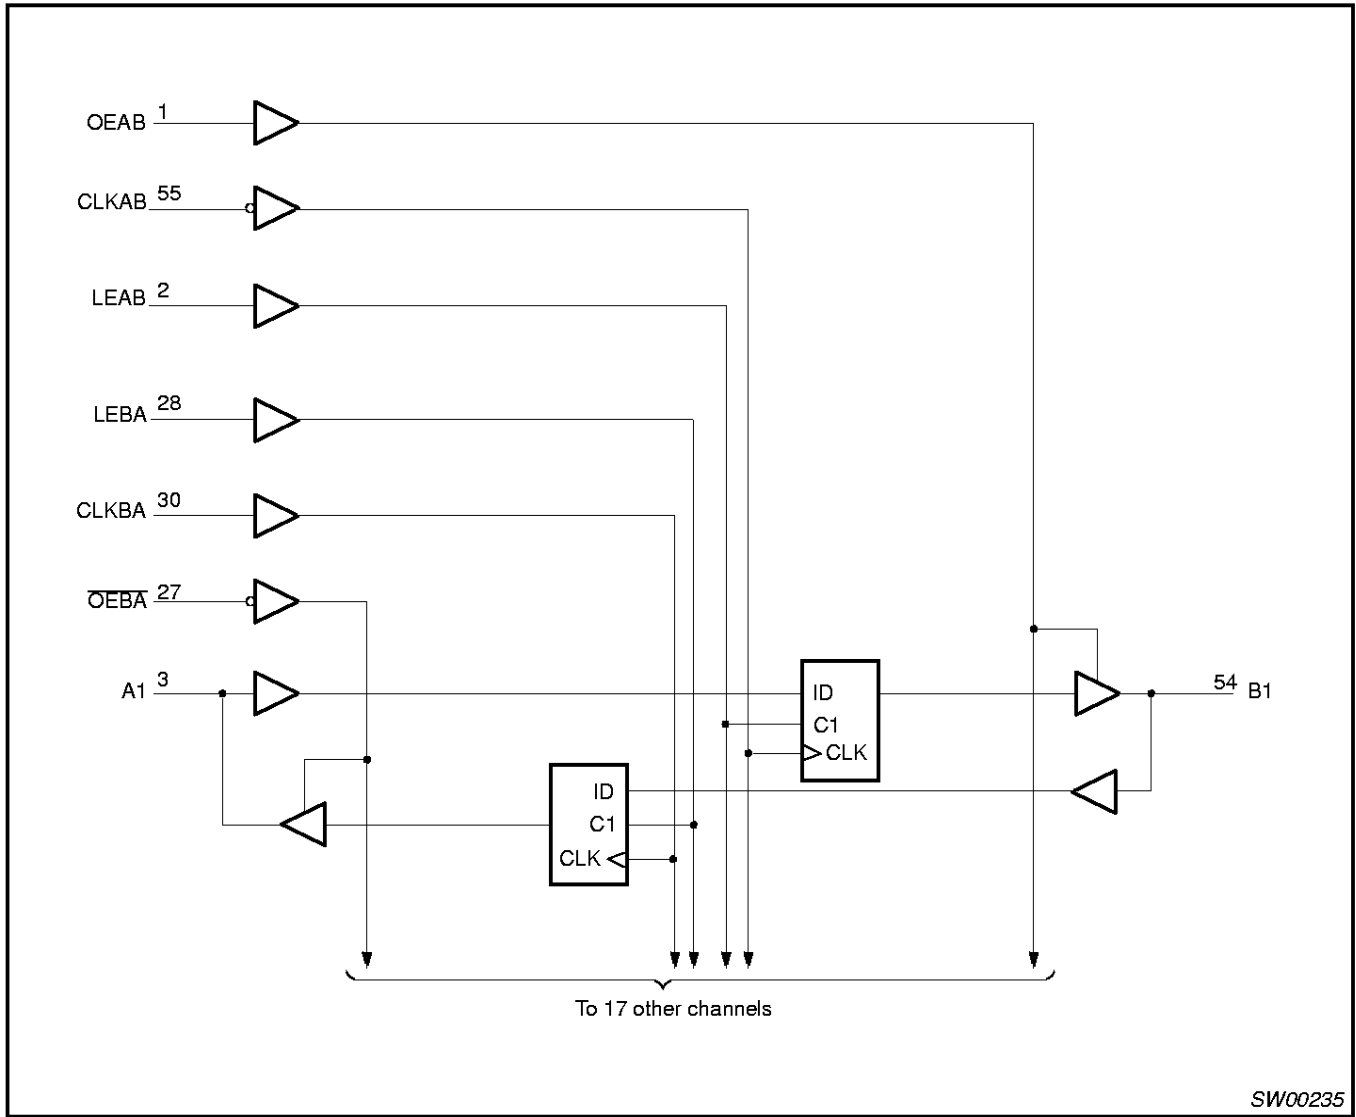 OEAB 1
CLKAB 55
LEAB 2
LEBA 28
CLKBA 30
OEBA 27
A1 3
54 B1
ID
C1
CLK
ID
C1
CLK
To 17 other channels
SW00235